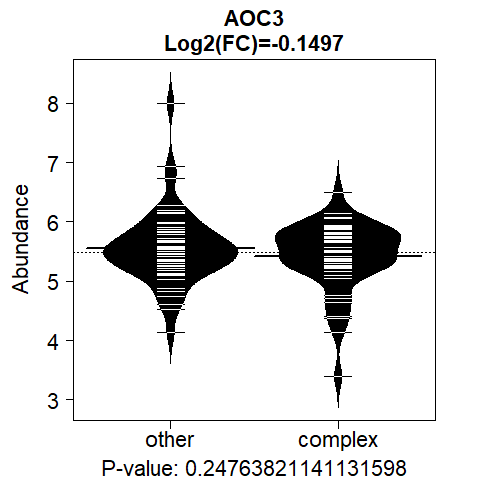 AOC3
Log2(FC)=-0.1497
8
7
6
5
4
3
Abundance
other complex
P-value: 0.24763821141131598